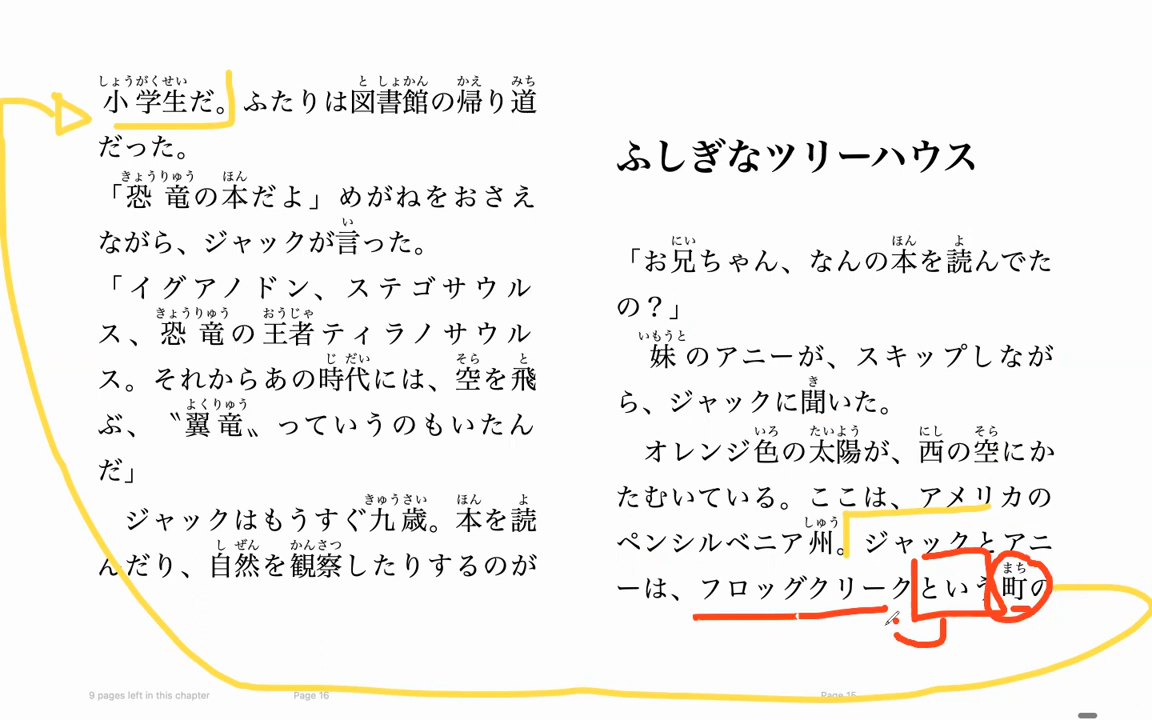 ふしぎなツリーハウス
「お兄ちゃん、なんの本を読んでた
の？」
妹のアニーが、スキップしなが
ら、ジャックに聞いた。
オレンジ色の太陽が、西の空にか
たむいている。ここは、アメリカの
ペンシルベニア州。ジャックとアニ
ーは、フロッグクリークという町の
Page 15
小学生だ。ふたりは図書館の帰り道
だった。
「恐竜の本だよ」めがねをおさえ
ながら、ジャックが言った。
「イグアノドン、ステゴサウル
ス、恐竜の王者ティラノサウル
ス。それからあの時代には、空を飛
ぶ、〝翼竜〟っていうのもいたん
だ」
ジャックはもうすぐ九歳。本を読
んだり、自然を観察したりするのが
9 pages left in this chapter
Page 16